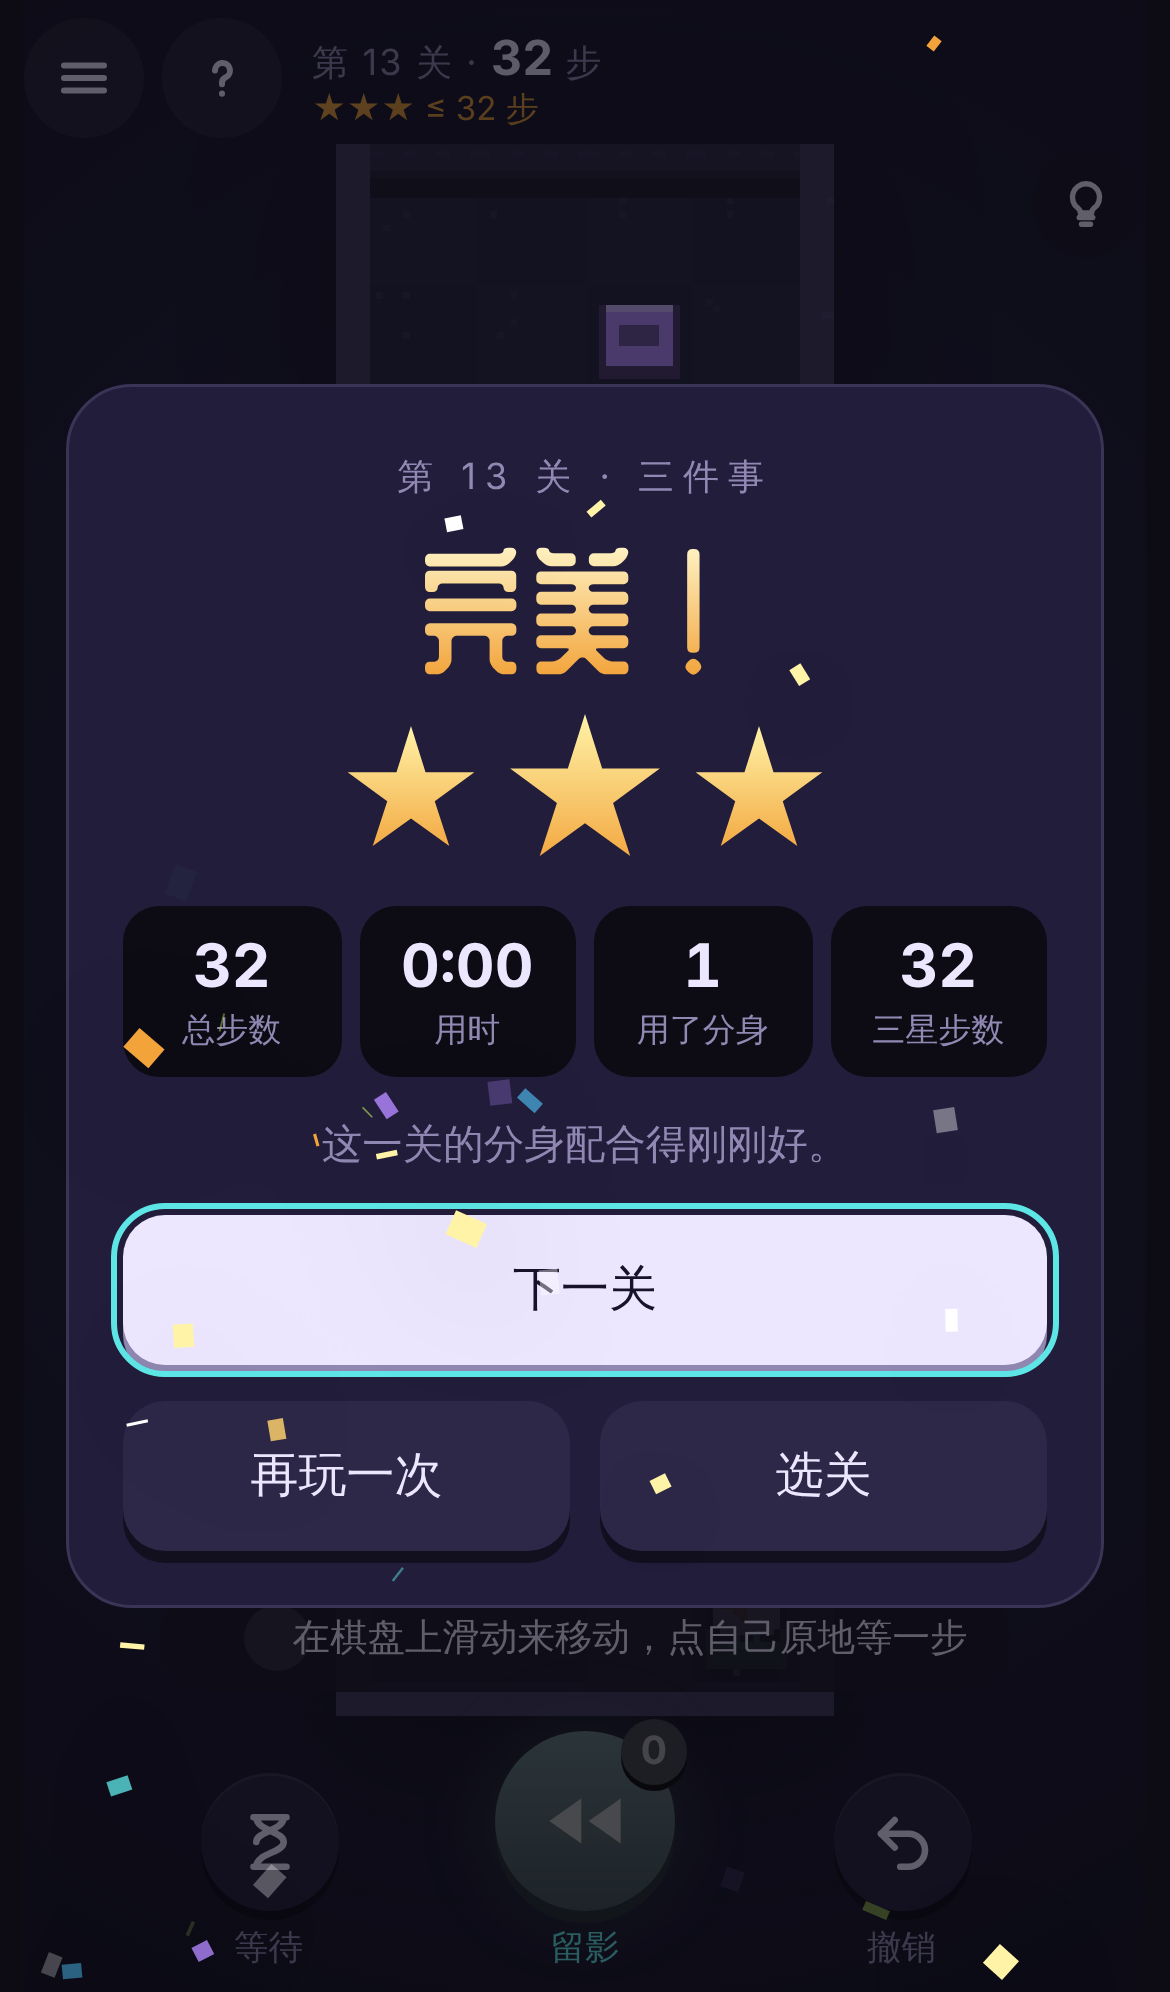 第 13 关 · 32 步
★★★ ≤ 32 步
第 13 关 · 三件事
完美！
32
总步数
0:00
用时
1
用了分身
32
三星步数
这一关的分身配合得刚刚好。
下一关
再玩一次
选关
在棋盘上滑动来移动，点自己原地等一步
0
等待
留影
撤销